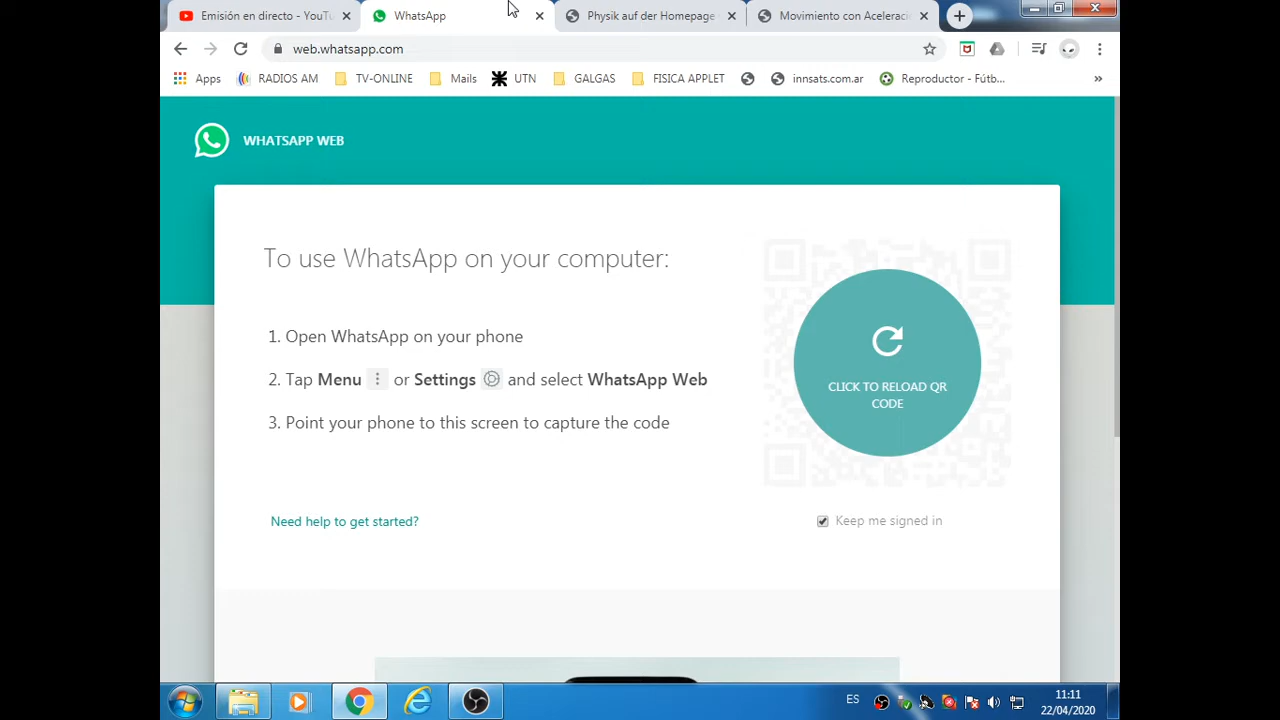 Emisión en directo - YouTu
WhatsApp
Physik auf der Homepage
Movimiento con Aceleraci
web.whatsapp.com
Apps
RADIOS AM
TV-ONLINE
Mails
UTN
GALGAS
FISICA APPLET
innsats.com.ar
Reproductor - Fútb...
»
WHATSAPP WEB
To use WhatsApp on your computer:
1. Open WhatsApp on your phone
2. Tap Menu or Settings and select WhatsApp Web
3. Point your phone to this screen to capture the code
CLICK TO RELOAD QR
CODE
Need help to get started?
Keep me signed in
ES
11:11
22/04/2020